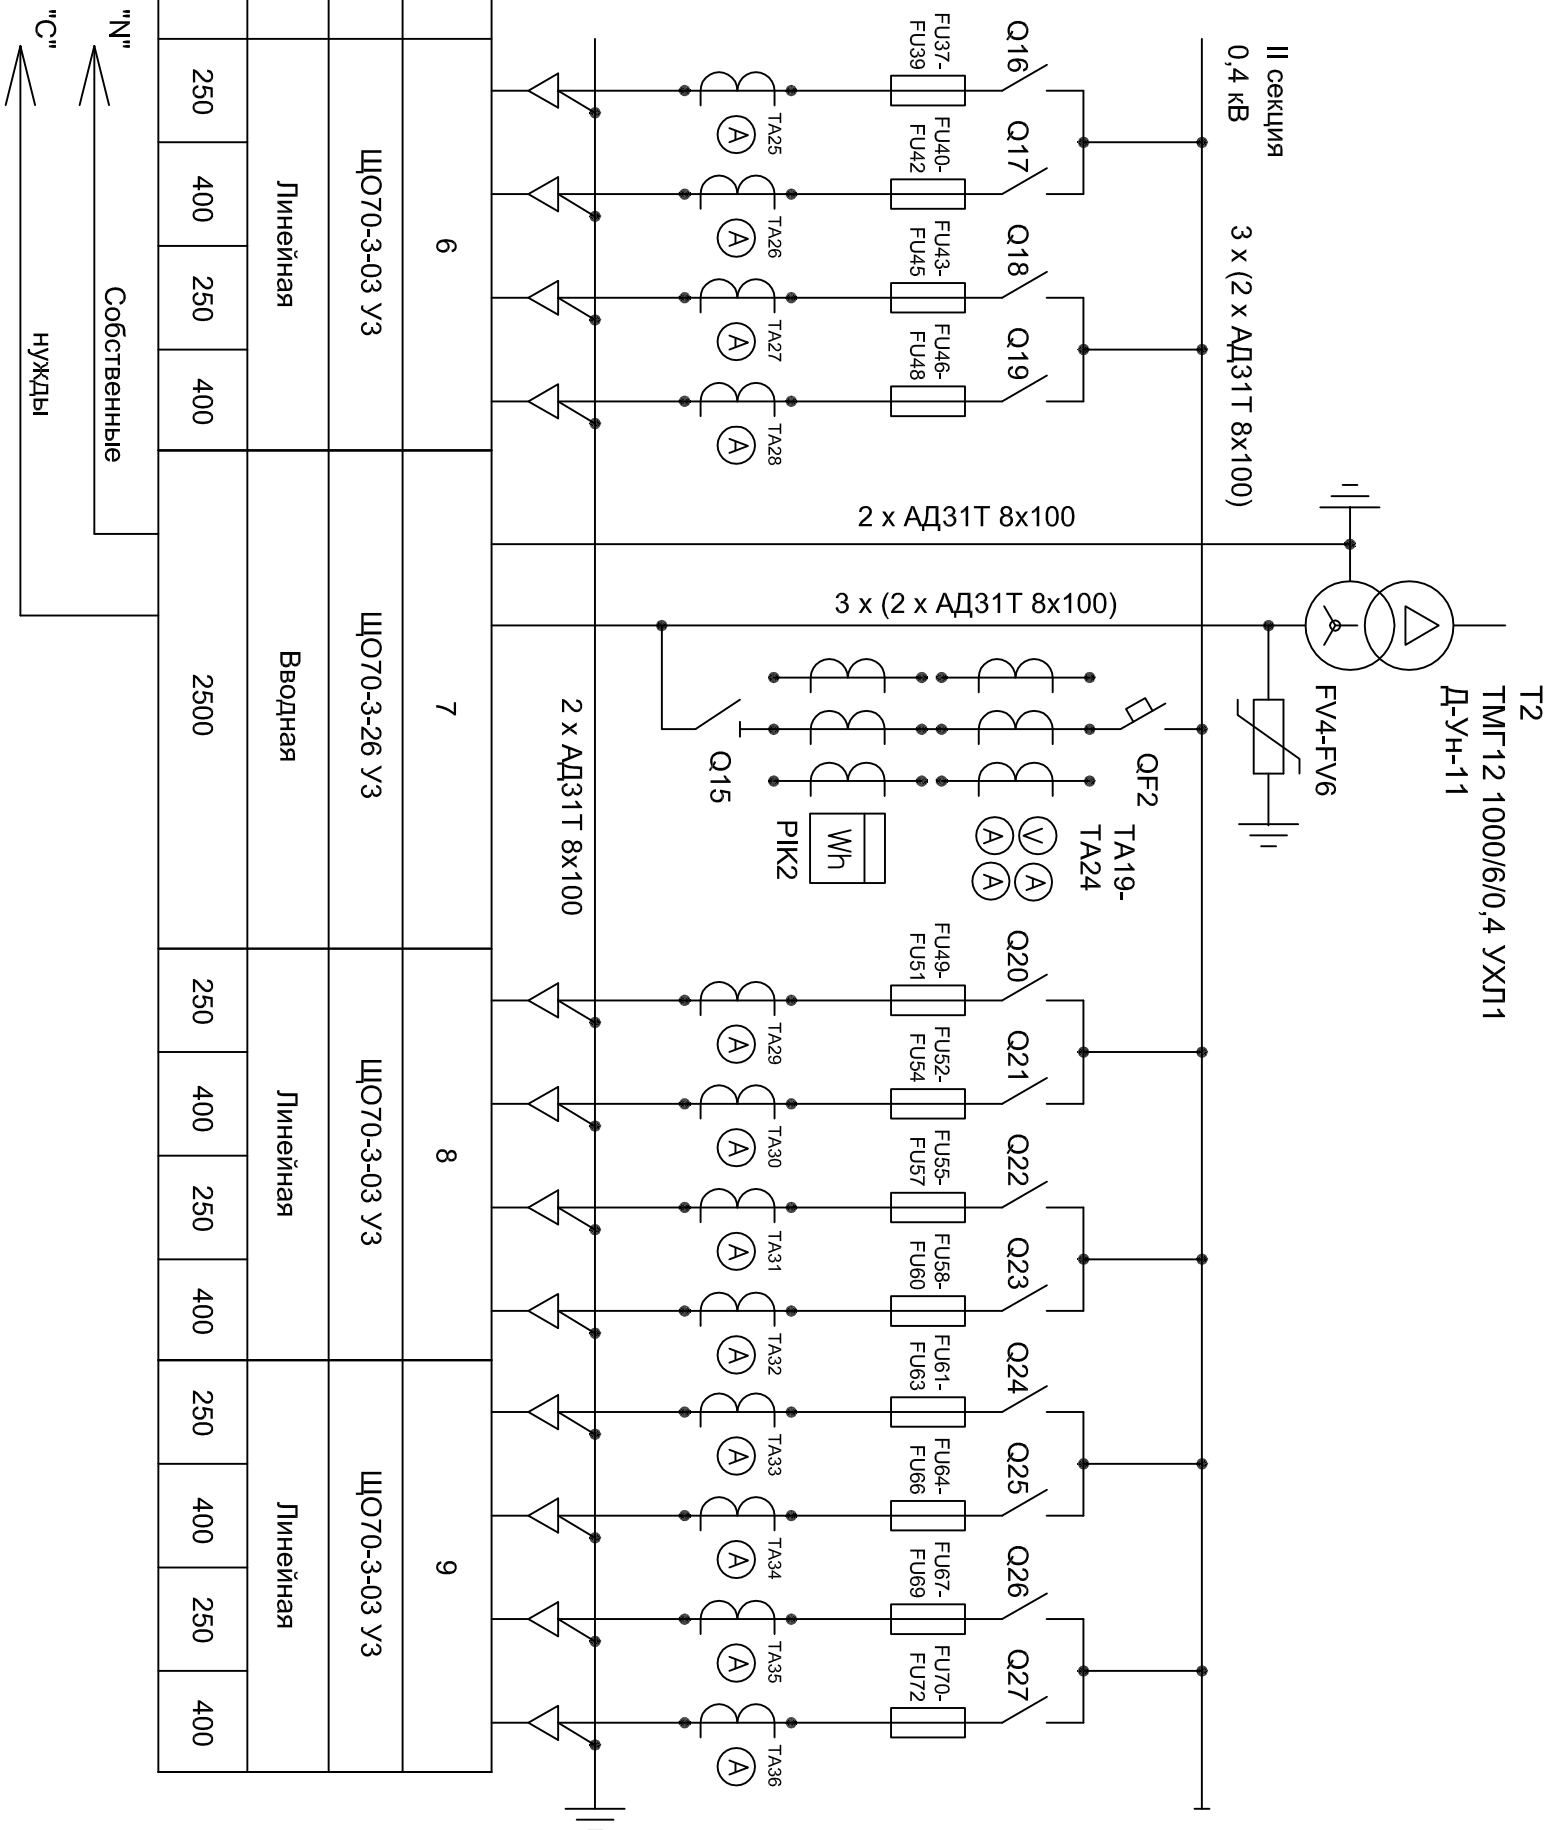 "N"
"C"
Собственные
нужды
II секция
0,4 кВ
3 х (2 х АД31Т 8х100)
Т2
ТМГ12 1000/6/0,4 УХЛ1
Д-Ун-11
FV4-FV6
2 х АД31Т 8х100
3 х (2 х АД31Т 8х100)
2 х АД31Т 8х100
QF2
TA19-
TA24
V
A
A
A
Wh
PIK2
Q15
Q16
Q17
Q18
Q19
Q20
Q21
Q22
Q23
Q24
Q25
Q26
Q27
FU37-
FU39
FU40-
FU42
FU43-
FU45
FU46-
FU48
FU49-
FU51
FU52-
FU54
FU55-
FU57
FU58-
FU60
FU61-
FU63
FU64-
FU66
FU67-
FU69
FU70-
FU72
TA25
A
TA26
A
TA27
A
TA28
A
TA29
A
TA30
A
TA31
A
TA32
A
TA33
A
TA34
A
TA35
A
TA36
A
6
7
8
9
ЩО70-3-03 У3
ЩО70-3-26 У3
ЩО70-3-03 У3
ЩО70-3-03 У3
Линейная
Вводная
Линейная
Линейная
250
400
250
400
2500
250
400
250
400
250
400
250
400